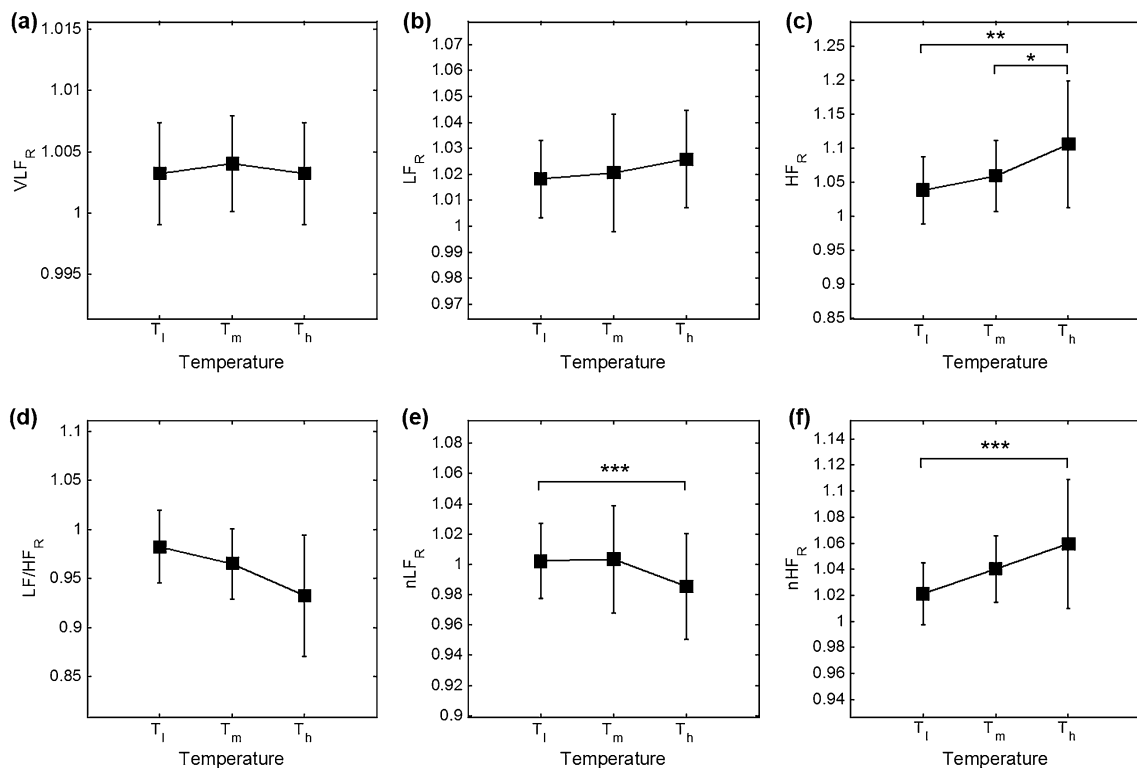 (a)
1.015
1.01
1.005
1
0.995
VLF_R
T_l T_m T_h
Temperature
(b)
1.07
1.06
1.05
1.04
1.03
1.02
1.01
1
0.99
0.98
0.97
LF_R
T_l T_m T_h
Temperature
(c)
1.25
1.2
1.15
1.1
1.05
1
0.95
0.9
0.85
HF_R
**
*
T_l T_m T_h
Temperature
(d)
1.1
1.05
1
0.95
0.9
0.85
LF/HF_R
T_l T_m T_h
Temperature
(e)
1.08
1.06
1.04
1.02
1.00
0.98
0.96
0.94
0.92
0.9
nLF_R
***
T_l T_m T_h
Temperature
(f)
1.14
1.12
1.10
1.08
1.06
1.04
1.02
1.00
0.98
0.96
0.94
nHF_R
***
T_l T_m T_h
Temperature